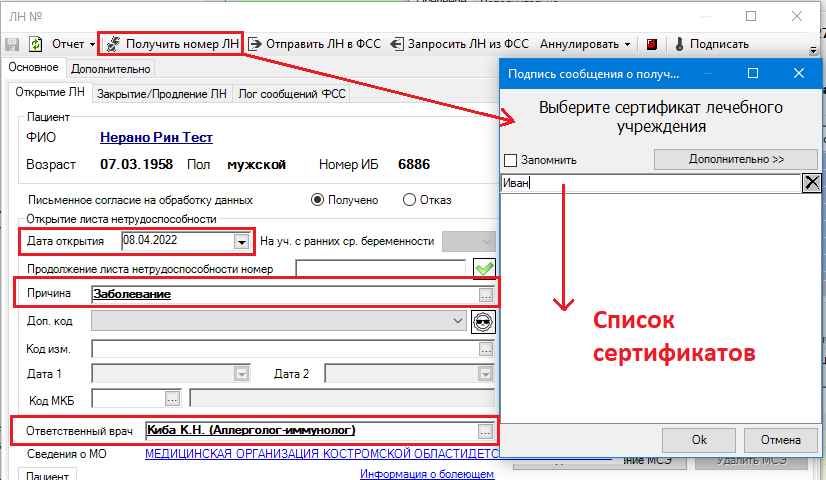 ЛН №
Отчет Получить номер ЛН Отправить ЛН в ФСС Запросить ЛН из ФСС Аннулировать Подписать
Основное Дополнительно
Открытие ЛН Закрытие/Продление ЛН Лог сообщений ФСС
Пациент
ФИО Нерано Рин Тест
Возраст 07.03.1958 Пол мужской Номер ИБ 6886
Письменное согласие на обработку данных Получено Отказ
Открытие листа нетрудоспособности
Дата открытия 08.04.2022 На уч. с ранних ср. беременности
Продолжение листа нетрудоспособности номер
Причина Заболевание ...
Доп. код
Код изм. ...
Дата 1 Дата 2
Код МКБ ...
Ответственный врач Киба К.Н. (Аллерголог-иммунолог) ...
Сведения о МО МЕДИЦИНСКАЯ ОРГАНИЗАЦИЯ КОСТРОМСКОЙ ОБЛАСТИДЕТС
Пациент Информация о болеющем
Подпись сообщения о получ...
Выберите сертификат лечебного
учреждения
Запомнить Дополнительно >>
Иван
Список
сертификатов
Ok Отмена
ние МСЭ Удалить МСЭ